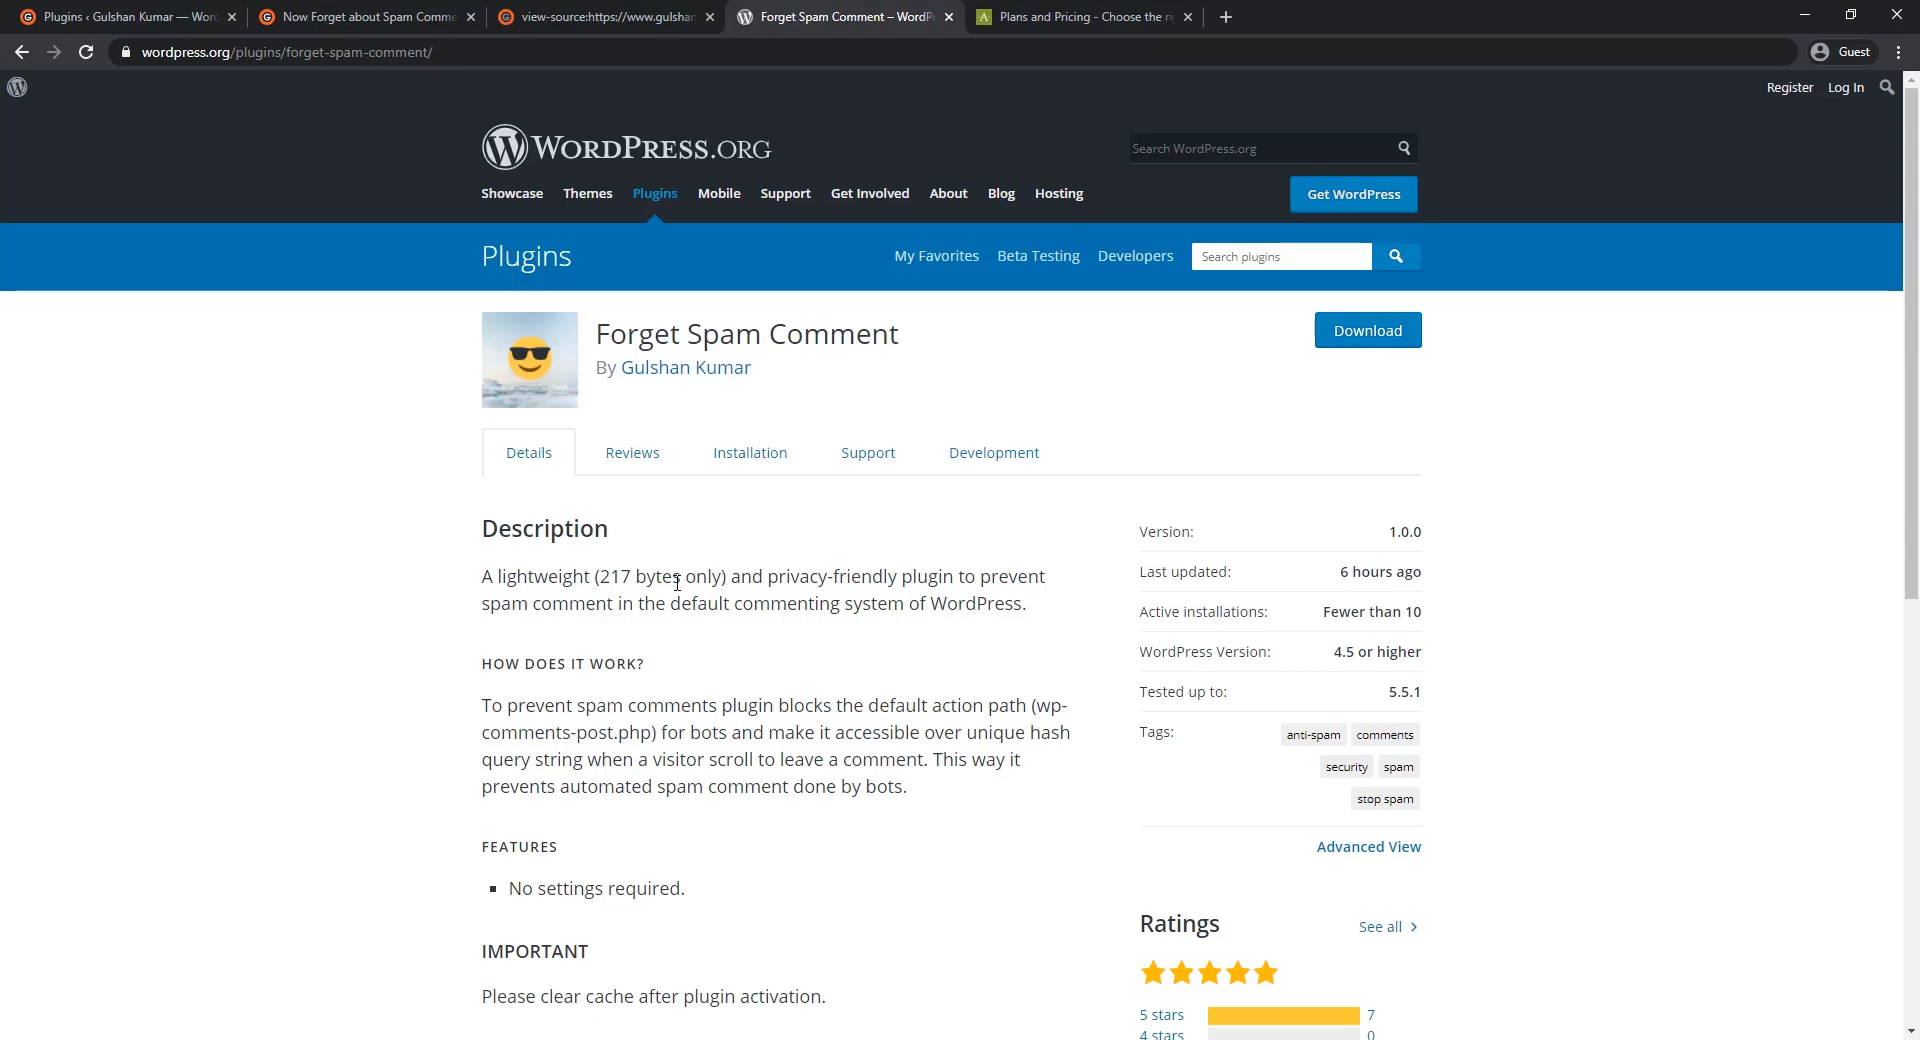 Plugins ‹ Gulshan Kumar — Word
Now Forget about Spam Comme
view-source:https://www.gulshan
Forget Spam Comment – WordP
Plans and Pricing - Choose the ri
wordpress.org/plugins/forget-spam-comment/
Guest
Register Log In
WORDPRESS.ORG
Search WordPress.org
Showcase Themes Plugins Mobile Support Get Involved About Blog Hosting
Get WordPress
Plugins
My Favorites Beta Testing Developers
Search plugins
Forget Spam Comment
By Gulshan Kumar
Download
Details Reviews Installation Support Development
Description
A lightweight (217 bytes only) and privacy-friendly plugin to prevent
spam comment in the default commenting system of WordPress.
HOW DOES IT WORK?
To prevent spam comments plugin blocks the default action path (wp-
comments-post.php) for bots and make it accessible over unique hash
query string when a visitor scroll to leave a comment. This way it
prevents automated spam comment done by bots.
FEATURES
▪ No settings required.
IMPORTANT
Please clear cache after plugin activation.
Version: 1.0.0
Last updated: 6 hours ago
Active installations: Fewer than 10
WordPress Version: 4.5 or higher
Tested up to: 5.5.1
Tags: anti-spam comments
security spam
stop spam
Advanced View
Ratings See all
5 stars 7
4 stars 0